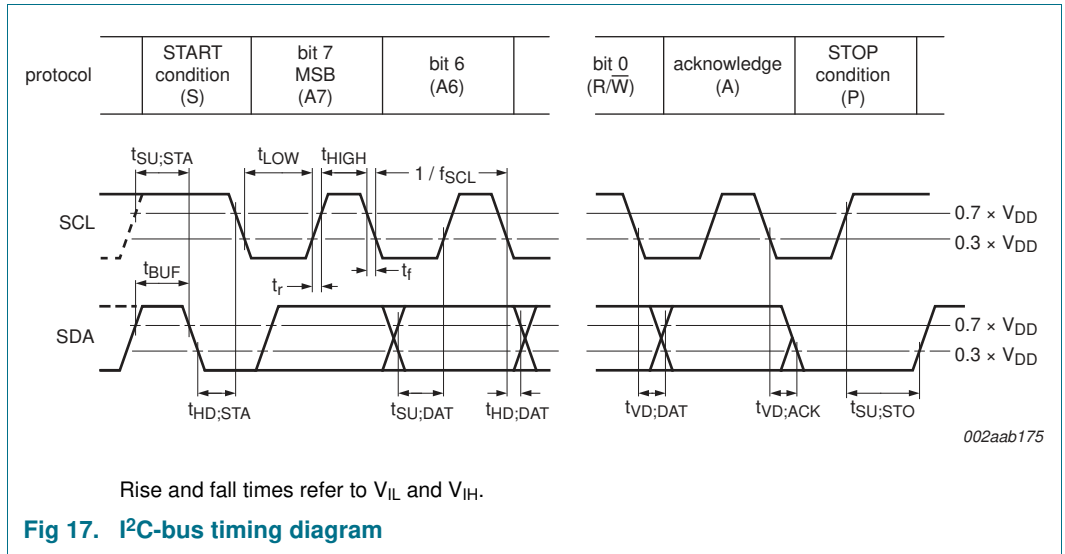 protocol
START
condition
(S)
bit 7
MSB
(A7)
bit 6
(A6)
bit 0
(R/W̅)
acknowledge
(A)
STOP
condition
(P)
tSU;STA
tLOW
tHIGH
1 / fSCL
SCL
0.7 × VDD
0.3 × VDD
tBUF
tr
tf
SDA
0.7 × VDD
0.3 × VDD
tHD;STA
tSU;DAT
tHD;DAT
tVD;DAT
tVD;ACK
tSU;STO
002aab175
Rise and fall times refer to VIL and VIH.
Fig 17. I²C-bus timing diagram